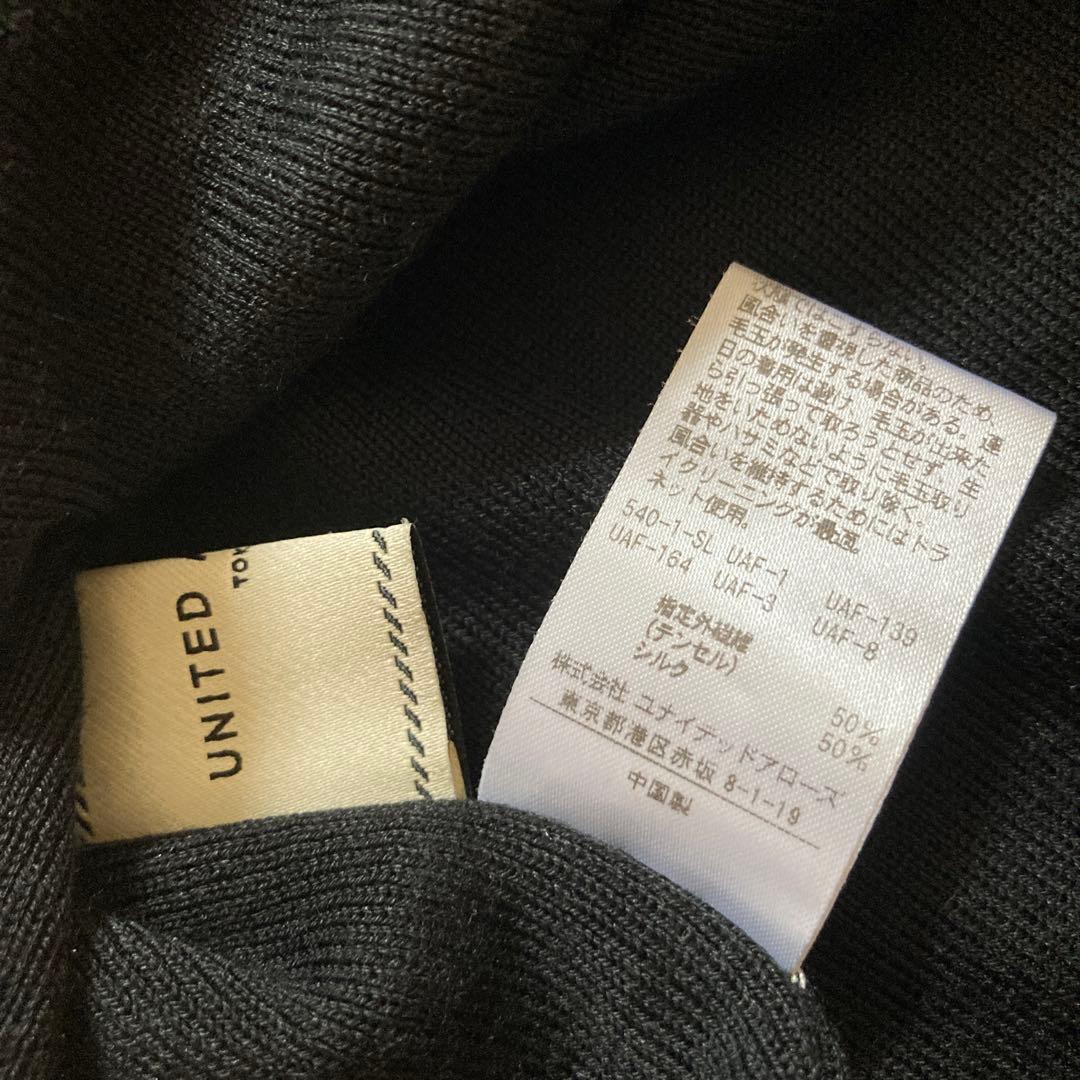 UNITED
TOK
風合いを重視した新品のため、
毛玉が発生する場合がある。連
日の着用は避け、毛玉が出来た
ら引っ張って取ろうとせず、生
地をいためないように毛玉取り
器やハサミなどで取り除く。
風合いを維持するためにはドラ
イクリーニングが最適。
ネット使用。
540-1-SL UAF-1 UAF-139
UAF-164 UAF-3 UAF-8
指定外繊維
(テンセル) 50%
シルク 50%
株式会社 ユナイテッドアローズ
東京都港区赤坂 8-1-19
中国製